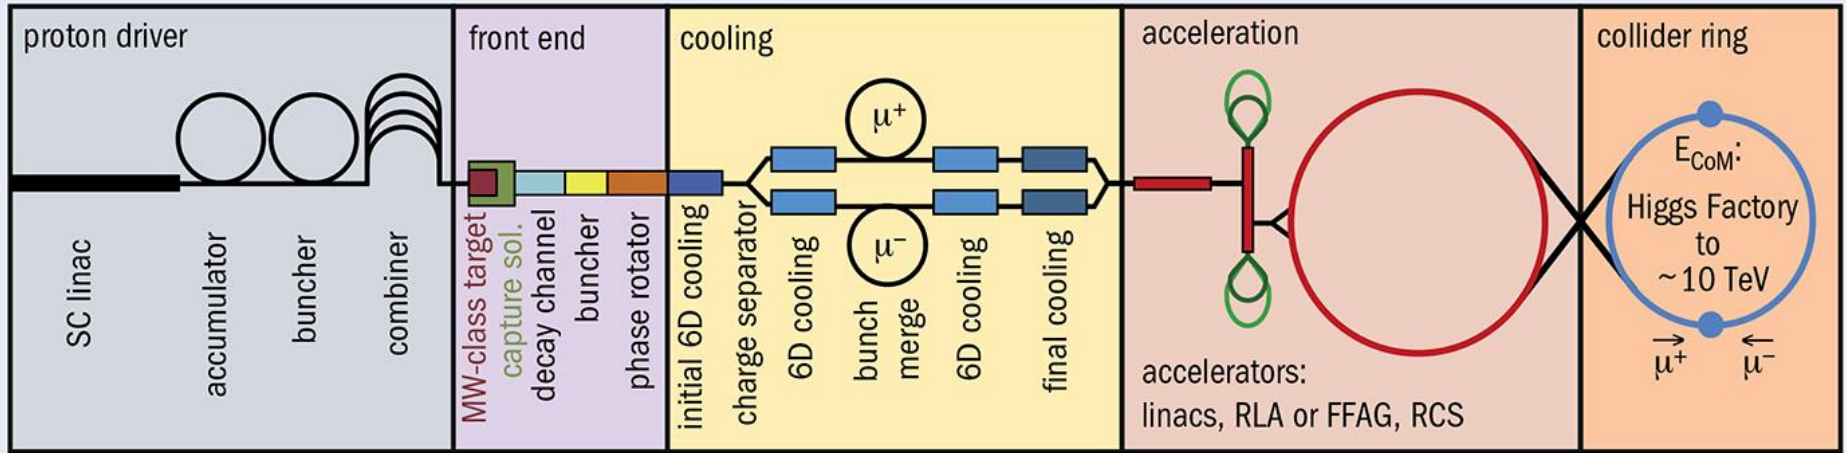 proton driver
SC linac
accumulator
buncher
combiner
front end
MW-class target
capture sol.
decay channel
buncher
phase rotator
cooling
initial 6D cooling
charge separator
6D cooling
μ⁺
μ⁻
bunch
merge
6D cooling
final cooling
acceleration
accelerators:
linacs, RLA or FFAG, RCS
collider ring
E_CoM:
Higgs Factory
to
~10 TeV
μ⁺ μ⁻